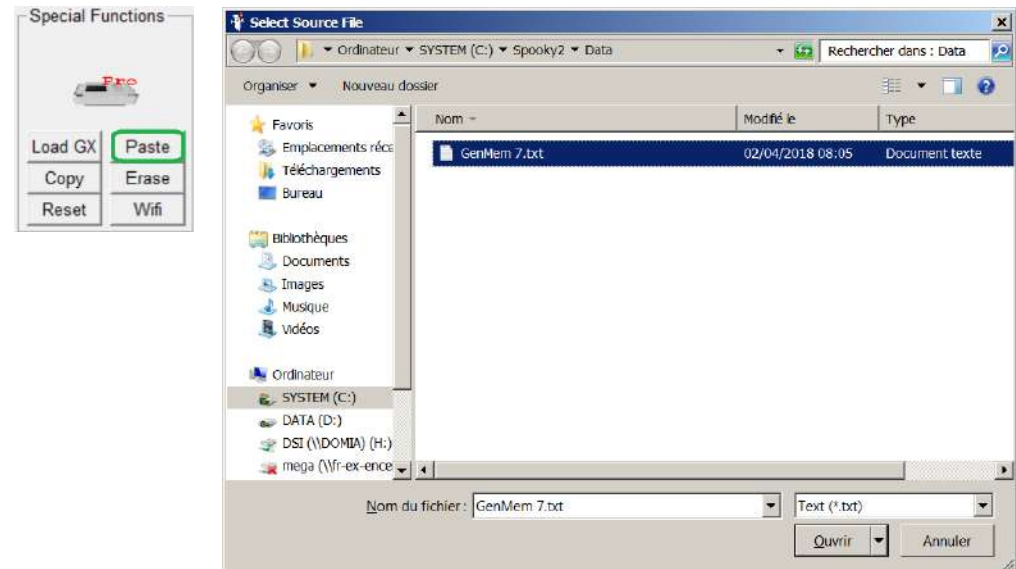 Special Functions
Pro
Load GX Paste
Copy Erase
Reset Wifi
Select Source File
Ordinateur SYSTEM (C:) Spooky2 Data
Rechercher dans : Data
Organiser Nouveau dossier
Nom Modifié le Type
Favoris
Emplacements réce
Téléchargements
Bureau
Bibliothèques
Documents
Images
Musique
Vidéos
Ordinateur
SYSTEM (C:)
DATA (D:)
DSI (\\DOMIA) (H:)
mega (\\fr-ex-ence
GenMem 7.txt 02/04/2018 08:05 Document texte
Nom du fichier : GenMem 7.txt Text (*.txt)
Ouvrir Annuler